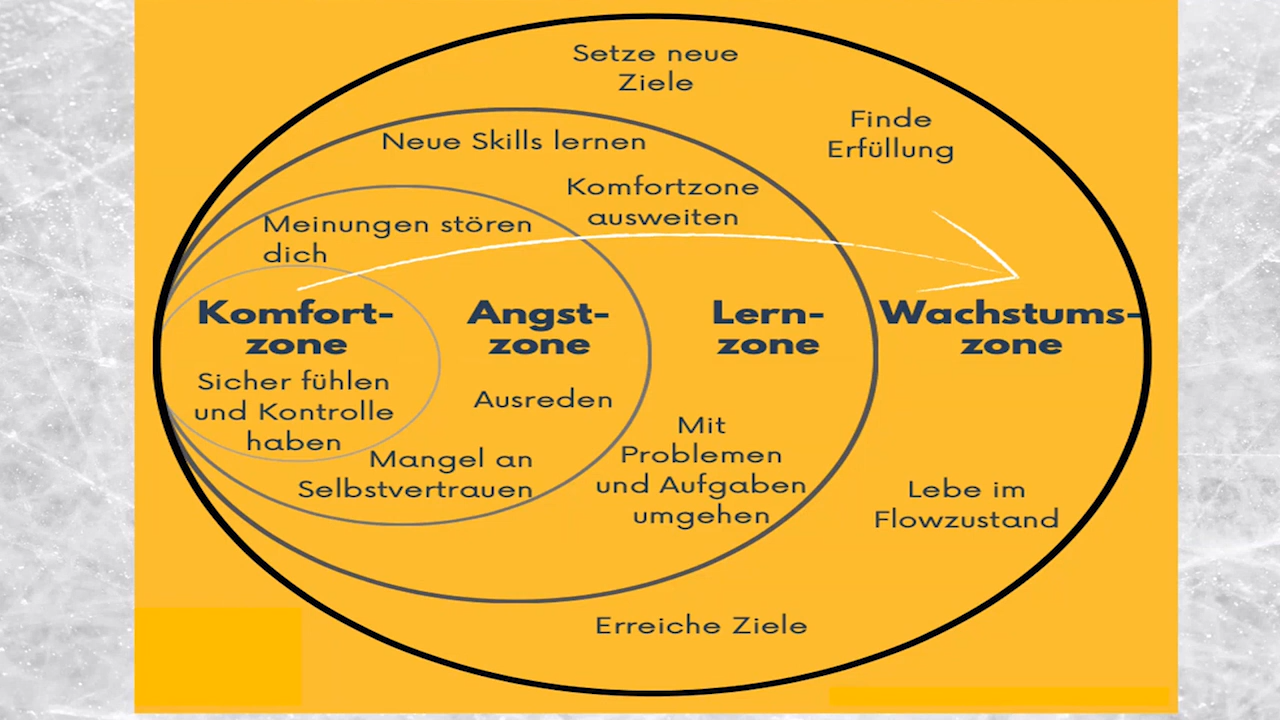 Setze neue
Ziele
Finde
Erfüllung
Neue Skills lernen
Komfortzone
ausweiten
Meinungen stören
dich
Komfort-
zone
Sicher fühlen
und Kontrolle
haben
Angst-
zone
Ausreden
Mangel an
Selbstvertrauen
Lern-
zone
Mit
Problemen
und Aufgaben
umgehen
Wachstums-
zone
Lebe im
Flowzustand
Erreiche Ziele